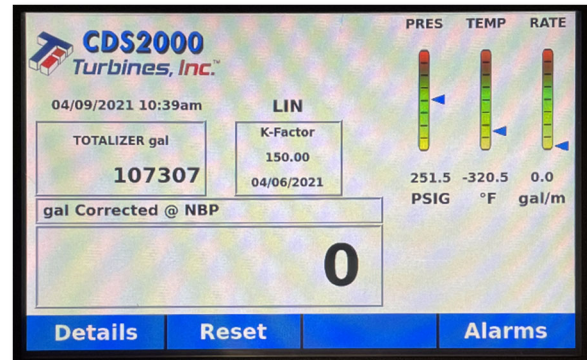 CDS2000
Turbines, Inc.™
04/09/2021 10:39am
LIN
TOTALIZER gal
107307
K-Factor
150.00
04/06/2021
gal Corrected @ NBP
0
PRES TEMP RATE
251.5 -320.5 0.0
PSIG °F gal/m
Details Reset Alarms